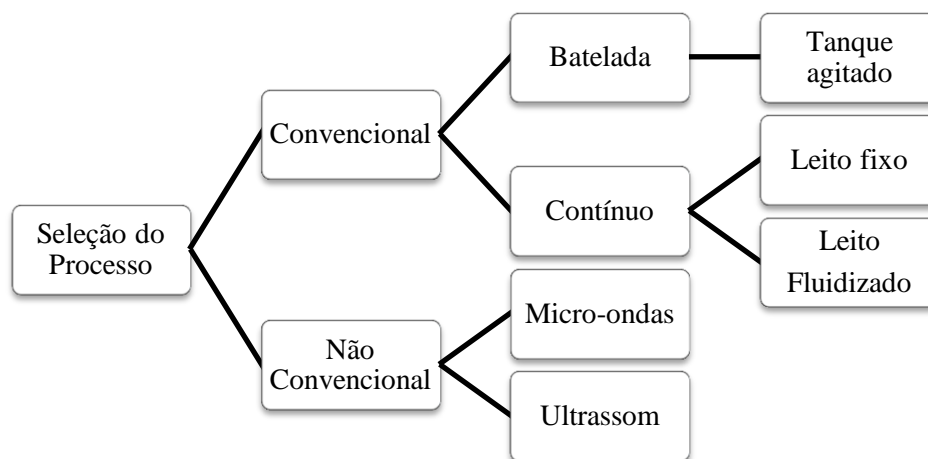 Seleção do
Processo
Convencional
Não
Convencional
Batelada
Contínuo
Micro-ondas
Ultrassom
Tanque
agitado
Leito fixo
Leito
Fluidizado